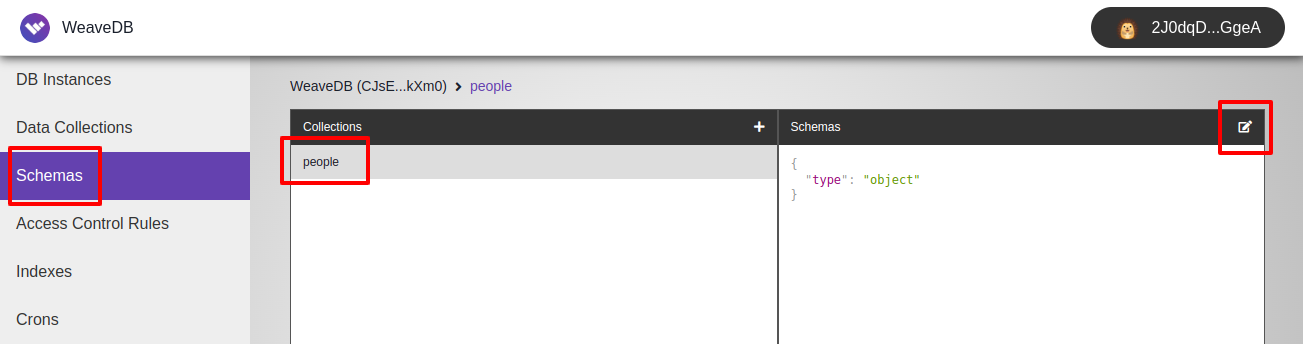 WeaveDB
2J0dqD...GgeA
DB Instances
Data Collections
Schemas
Access Control Rules
Indexes
Crons
WeaveDB (CJsE...kXm0) > people
Collections +
people
Schemas
{
"type": "object"
}